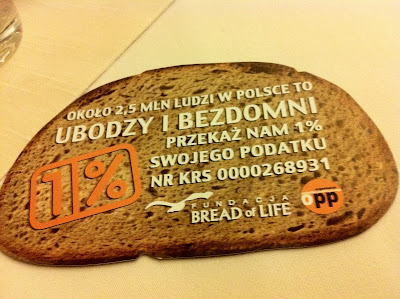 OKOŁO 2,5 MLN LUDZI W POLSCE TO
UBODZY I BEZDOMNI
PRZEKAŻ NAM 1%
SWOJEGO PODATKU
NR KRS 0000268931
1%
FUNDACJA
BREAD of LIFE
opp